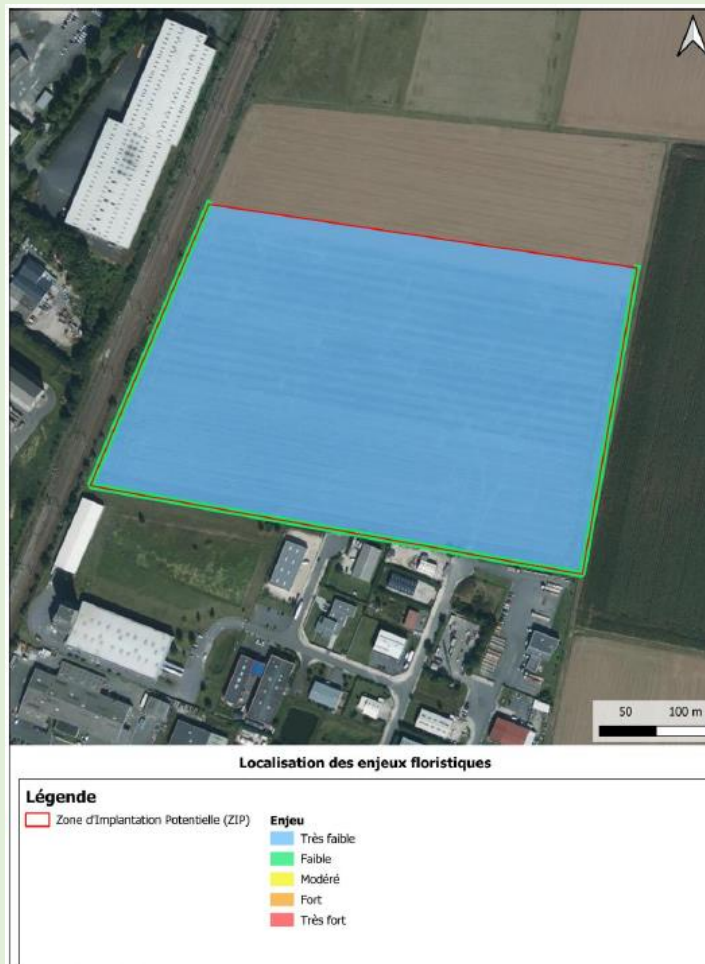 50 100 m
Localisation des enjeux floristiques
Légende
Zone d'Implantation Potentielle (ZIP)
Enjeu
Très faible
Faible
Modéré
Fort
Très fort